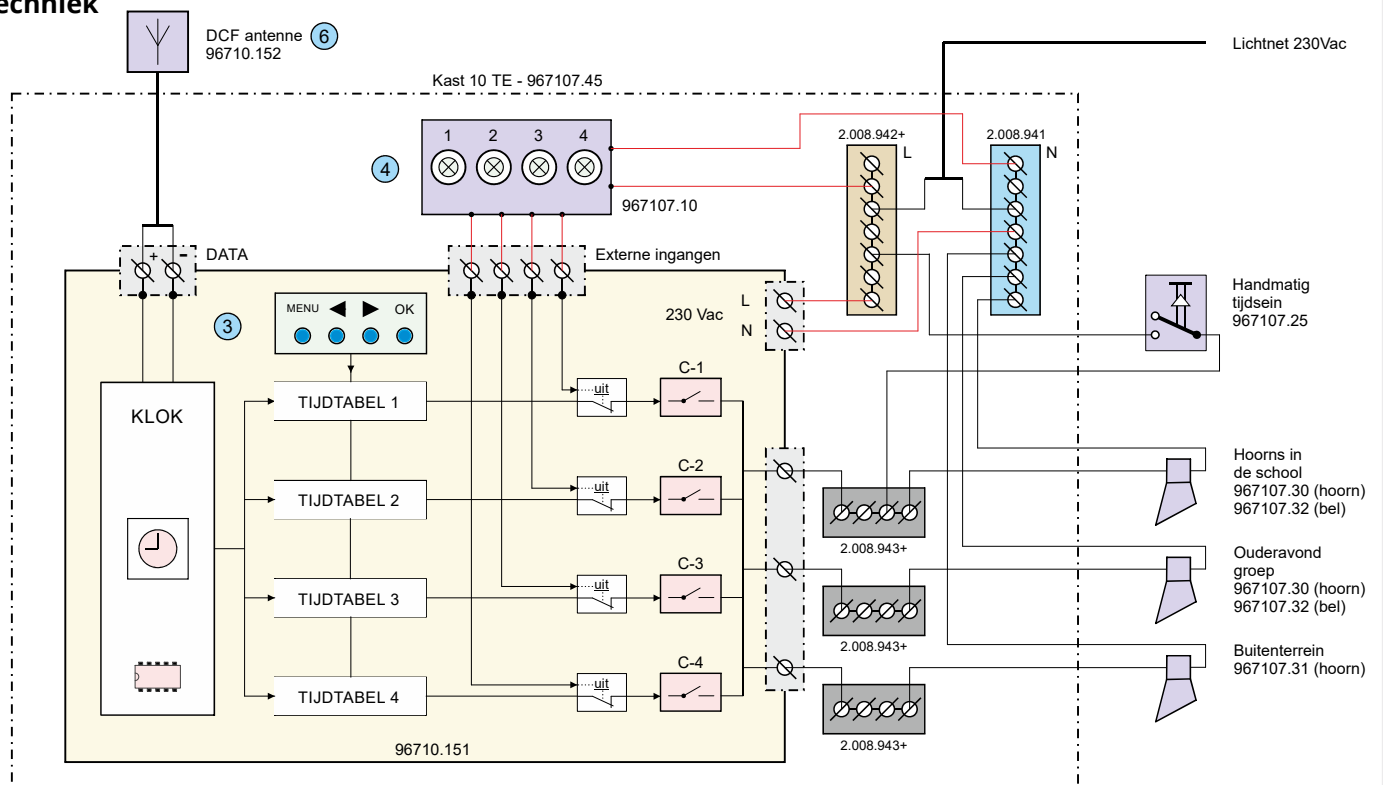 echniek
DCF antenne
96710.152
6
Lichtnet 230Vac
Kast 10 TE - 967107.45
1 2 3 4
4
967107.10
2.008.942+
L
2.008.941
N
+ -
DATA
Externe ingangen
Handmatig
tijdsein
967107.25
3
MENU OK
230 Vac
L
N
KLOK
TIJDTABEL 1
uit
C-1
TIJDTABEL 2
uit
C-2
TIJDTABEL 3
uit
C-3
TIJDTABEL 4
uit
C-4
96710.151
2.008.943+
2.008.943+
2.008.943+
Hoorns in
de school
967107.30 (hoorn)
967107.32 (bel)
Ouderavond
groep
967107.30 (hoorn)
967107.32 (bel)
Buitenterrein
967107.31 (hoorn)